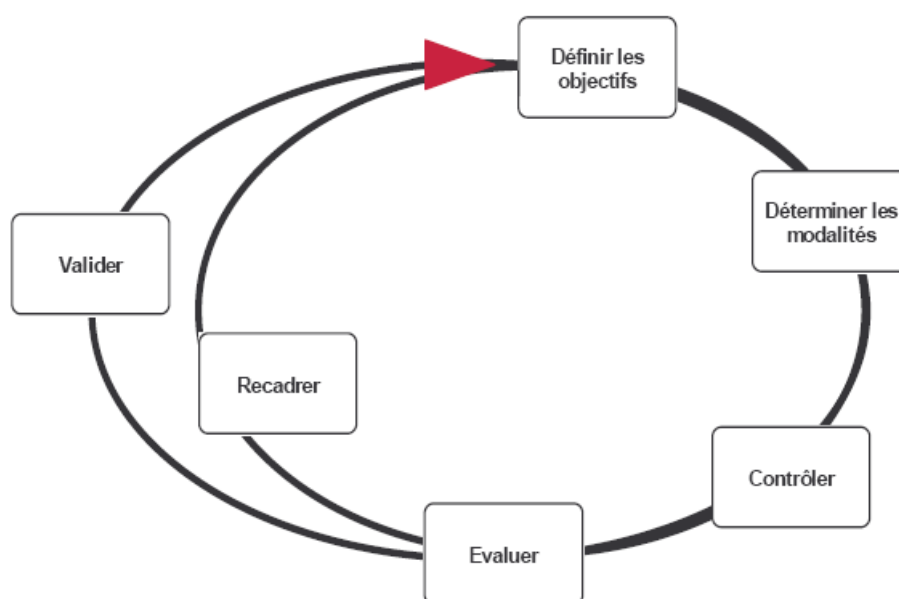 Définir les
objectifs
Déterminer les
modalités
Valider
Recadrer
Contrôler
Evaluer